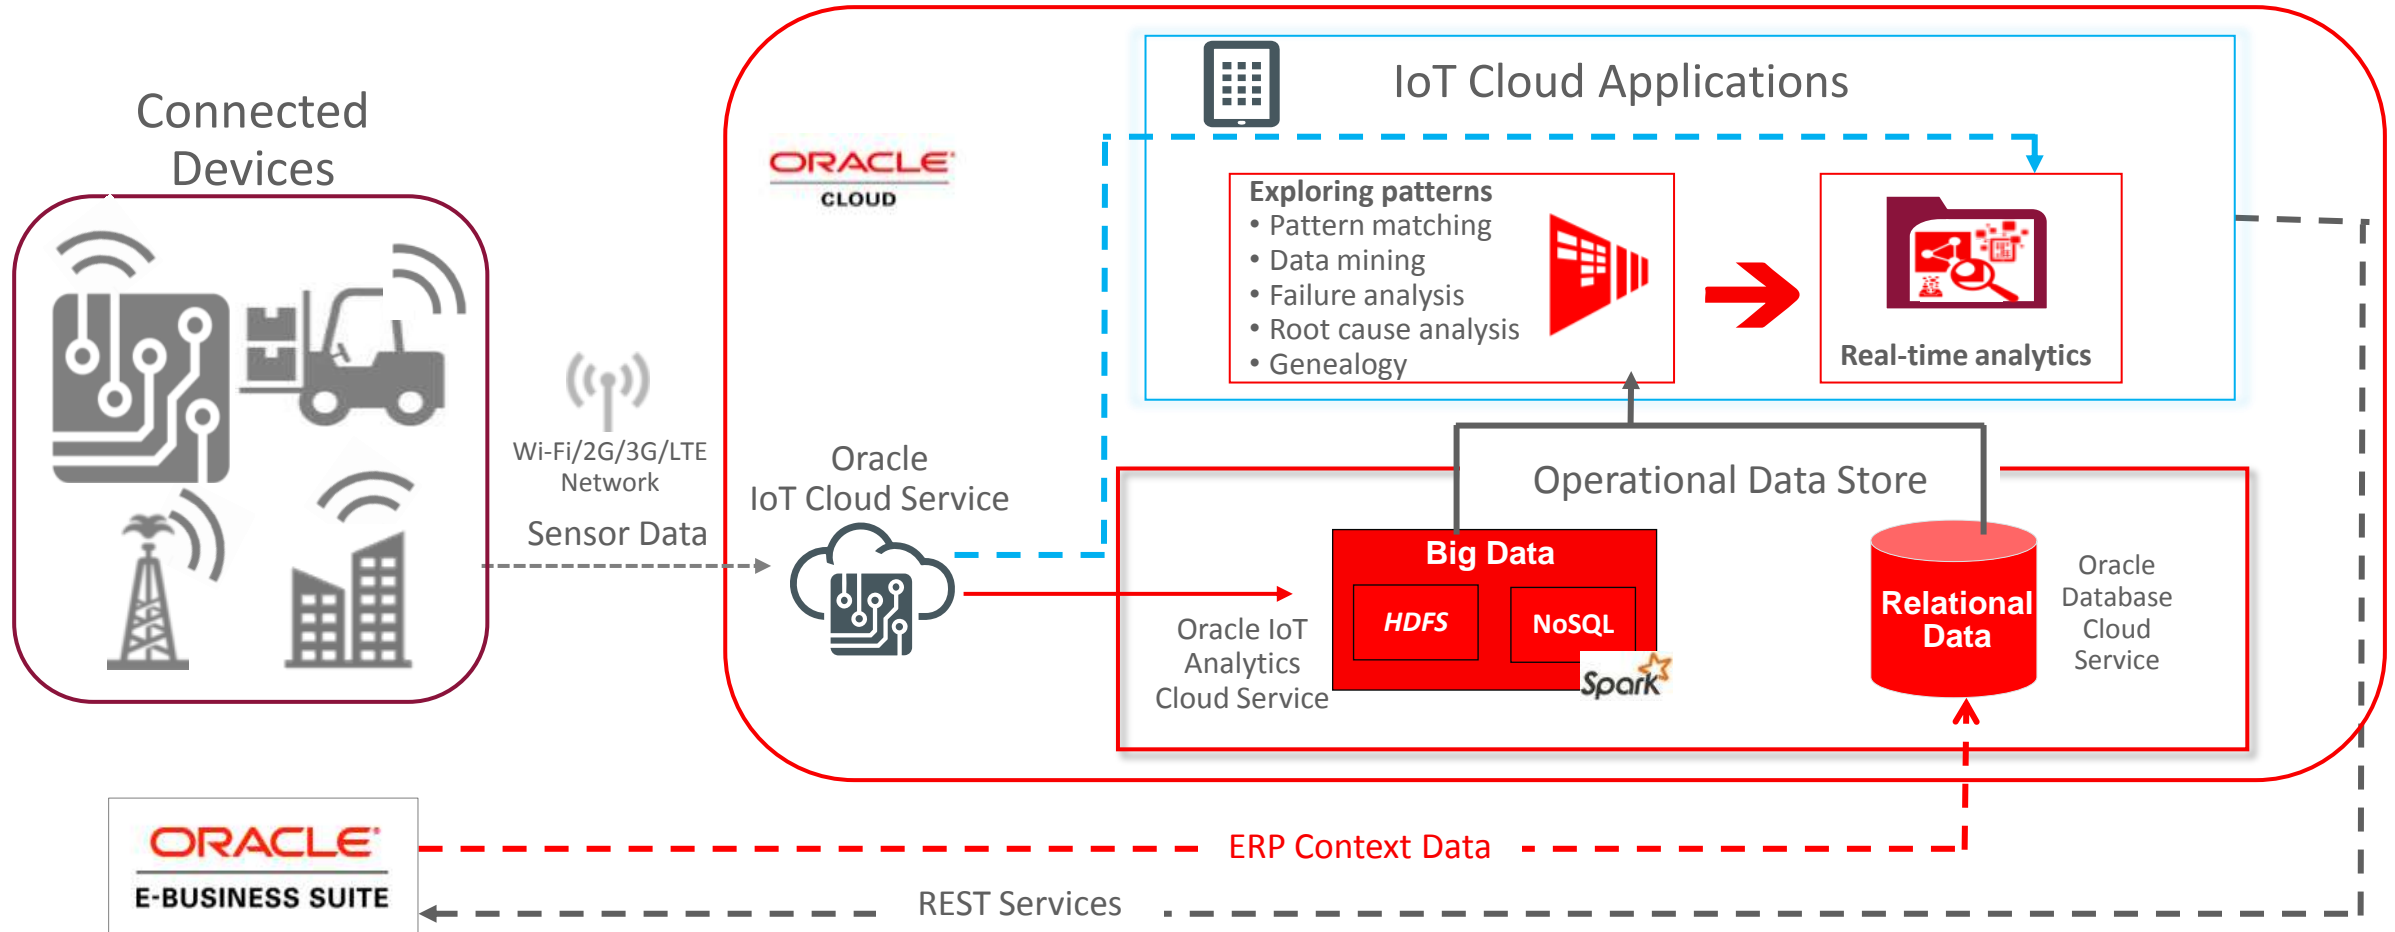 Connected
Devices
Wi-Fi/2G/3G/LTE
Network
Sensor Data
ORACLE
CLOUD
Oracle
IoT Cloud Service
IoT Cloud Applications
Exploring patterns
• Pattern matching
• Data mining
• Failure analysis
• Root cause analysis
• Genealogy
Real-time analytics
Operational Data Store
Oracle IoT
Analytics
Cloud Service
Big Data
HDFS
NoSQL
Spark
Relational
Data
Oracle
Database
Cloud
Service
ORACLE
E-BUSINESS SUITE
ERP Context Data
REST Services